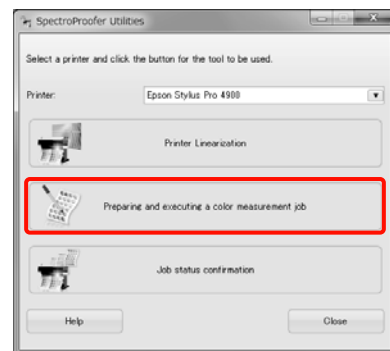 SpectroProofer Utilities
Select a printer and click the button for the tool to be used.
Printer: Epson Stylus Pro 4900
Printer Linearization
Preparing and executing a color measurement job
Job status confirmation
Help Close